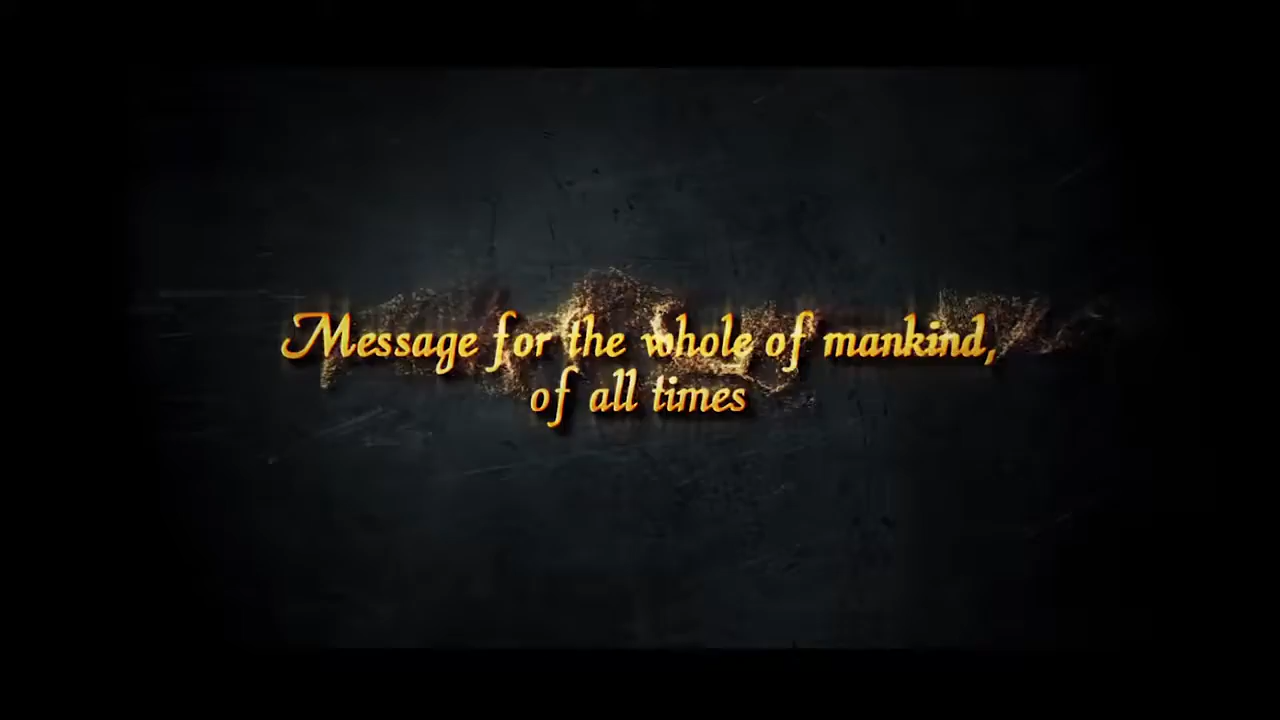 Message for the whole of mankind,
of all times